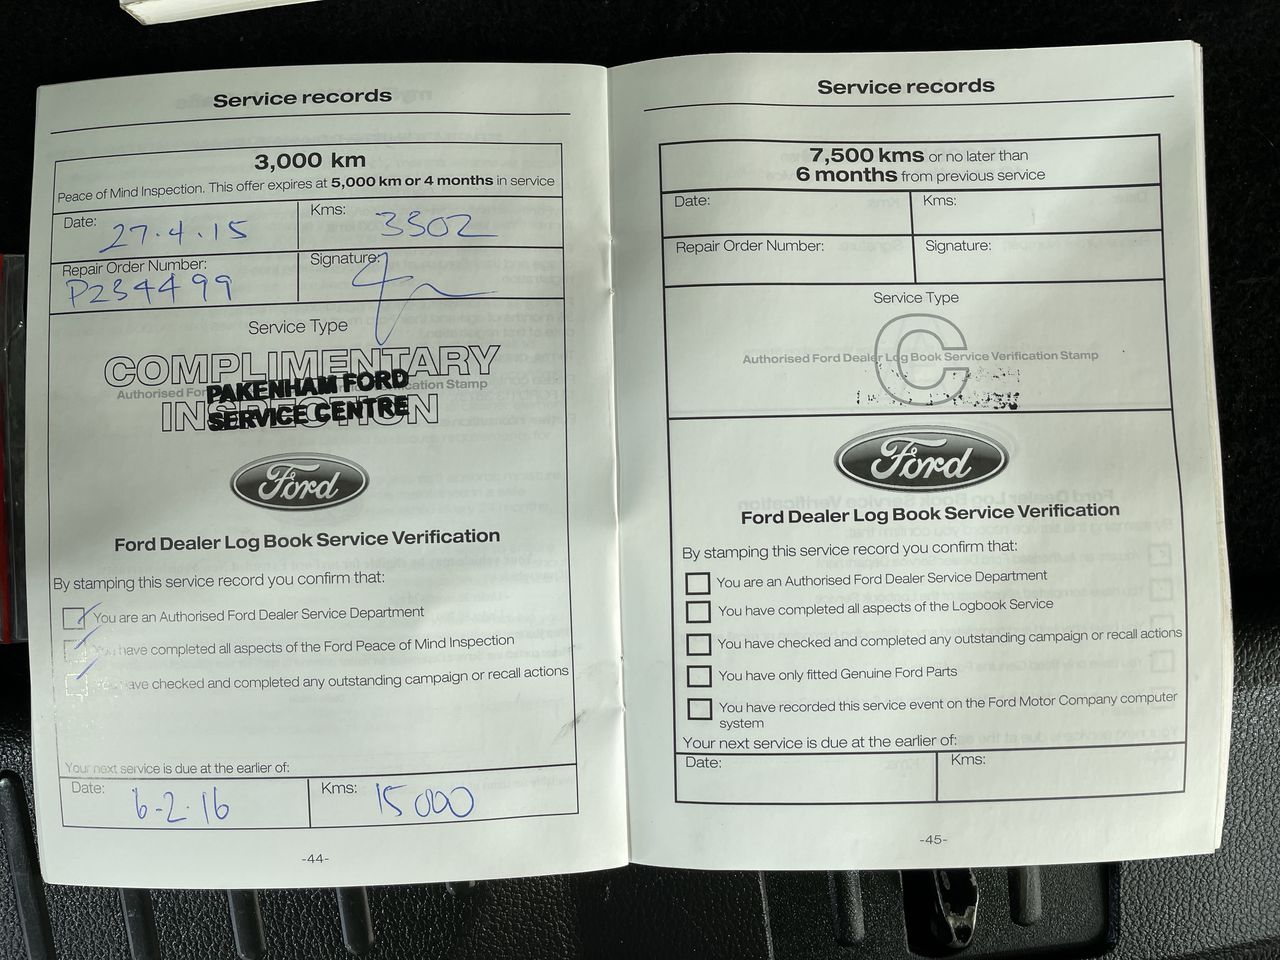 Service records
3,000 km
Peace of Mind Inspection. This offer expires at 5,000 km or 4 months in service
Date: 27.4.15 Kms: 3302
Repair Order Number: P234499 Signature:
Service Type
COMPLIMENTARY
PAKENHAM FORD
Authorised For ication Stamp
SERVICE CENTRE
INSPECTION
Ford
Ford Dealer Log Book Service Verification
By stamping this service record you confirm that:
You are an Authorised Ford Dealer Service Department
You have completed all aspects of the Ford Peace of Mind Inspection
You have checked and completed any outstanding campaign or recall actions
Your next service is due at the earlier of:
Date: 6-2.16 Kms: 15000
-44-
Service records
7,500 kms or no later than
6 months from previous service
Date: Kms:
Repair Order Number: Signature:
Service Type
C
Authorised Ford Dealer Log Book Service Verification Stamp
Ford
Ford Dealer Log Book Service Verification
By stamping this service record you confirm that:
You are an Authorised Ford Dealer Service Department
You have completed all aspects of the Logbook Service
You have checked and completed any outstanding campaign or recall actions
You have only fitted Genuine Ford Parts
You have recorded this service event on the Ford Motor Company computer
system
Your next service is due at the earlier of:
Date: Kms:
-45-